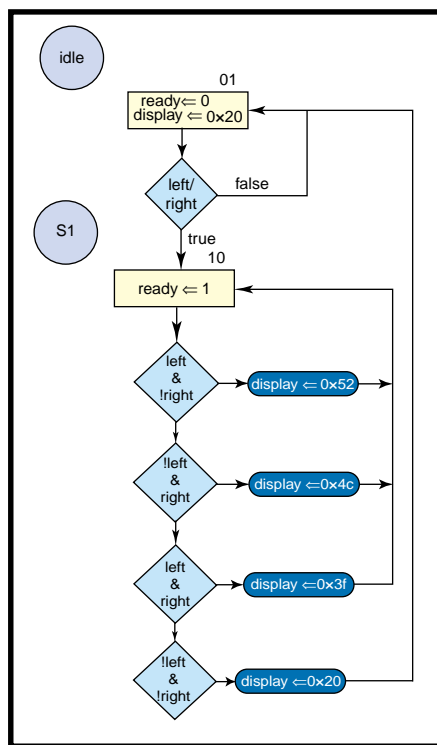 idle
01
ready⇐ 0
display ⇐ 0×20
left/
right
false
S1
true
10
ready ⇐ 1
left
&
!right
display ⇐ 0×52
!left
&
right
display ⇐0×4c
left
&
right
display ⇐0×3f
!left
&
!right
display ⇐0×20